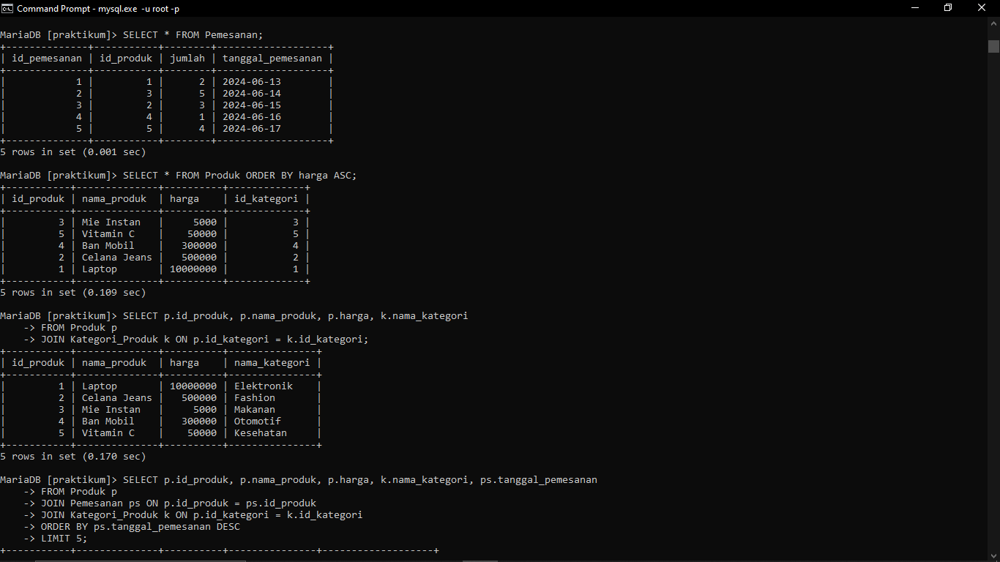 Command Prompt - mysql.exe -u root -p
MariaDB [praktikum]> SELECT * FROM Pemesanan;
+--------------+-----------+--------+-------------------+
| id_pemesanan | id_produk | jumlah | tanggal_pemesanan |
+--------------+-----------+--------+-------------------+
|            1 |         1 |      2 | 2024-06-13        |
|            2 |         3 |      5 | 2024-06-14        |
|            3 |         2 |      3 | 2024-06-15        |
|            4 |         4 |      1 | 2024-06-16        |
|            5 |         5 |      4 | 2024-06-17        |
+--------------+-----------+--------+-------------------+
5 rows in set (0.001 sec)
MariaDB [praktikum]> SELECT * FROM Produk ORDER BY harga ASC;
+-----------+--------------+----------+-------------+
| id_produk | nama_produk  | harga    | id_kategori |
+-----------+--------------+----------+-------------+
|         3 | Mie Instan   |     5000 |           3 |
|         5 | Vitamin C    |    50000 |           5 |
|         4 | Ban Mobil    |   300000 |           4 |
|         2 | Celana Jeans |   500000 |           2 |
|         1 | Laptop       | 10000000 |           1 |
+-----------+--------------+----------+-------------+
5 rows in set (0.109 sec)
MariaDB [praktikum]> SELECT p.id_produk, p.nama_produk, p.harga, k.nama_kategori
    -> FROM Produk p
    -> JOIN Kategori_Produk k ON p.id_kategori = k.id_kategori;
+-----------+--------------+----------+---------------+
| id_produk | nama_produk  | harga    | nama_kategori |
+-----------+--------------+----------+---------------+
|         1 | Laptop       | 10000000 | Elektronik    |
|         2 | Celana Jeans |   500000 | Fashion       |
|         3 | Mie Instan   |     5000 | Makanan       |
|         4 | Ban Mobil    |   300000 | Otomotif      |
|         5 | Vitamin C    |    50000 | Kesehatan     |
+-----------+--------------+----------+---------------+
5 rows in set (0.170 sec)
MariaDB [praktikum]> SELECT p.id_produk, p.nama_produk, p.harga, k.nama_kategori, ps.tanggal_pemesanan
    -> FROM Produk p
    -> JOIN Pemesanan ps ON p.id_produk = ps.id_produk
    -> JOIN Kategori_Produk k ON p.id_kategori = k.id_kategori
    -> ORDER BY ps.tanggal_pemesanan DESC
    -> LIMIT 5;
+-----------+--------------+----------+---------------+-------------------+